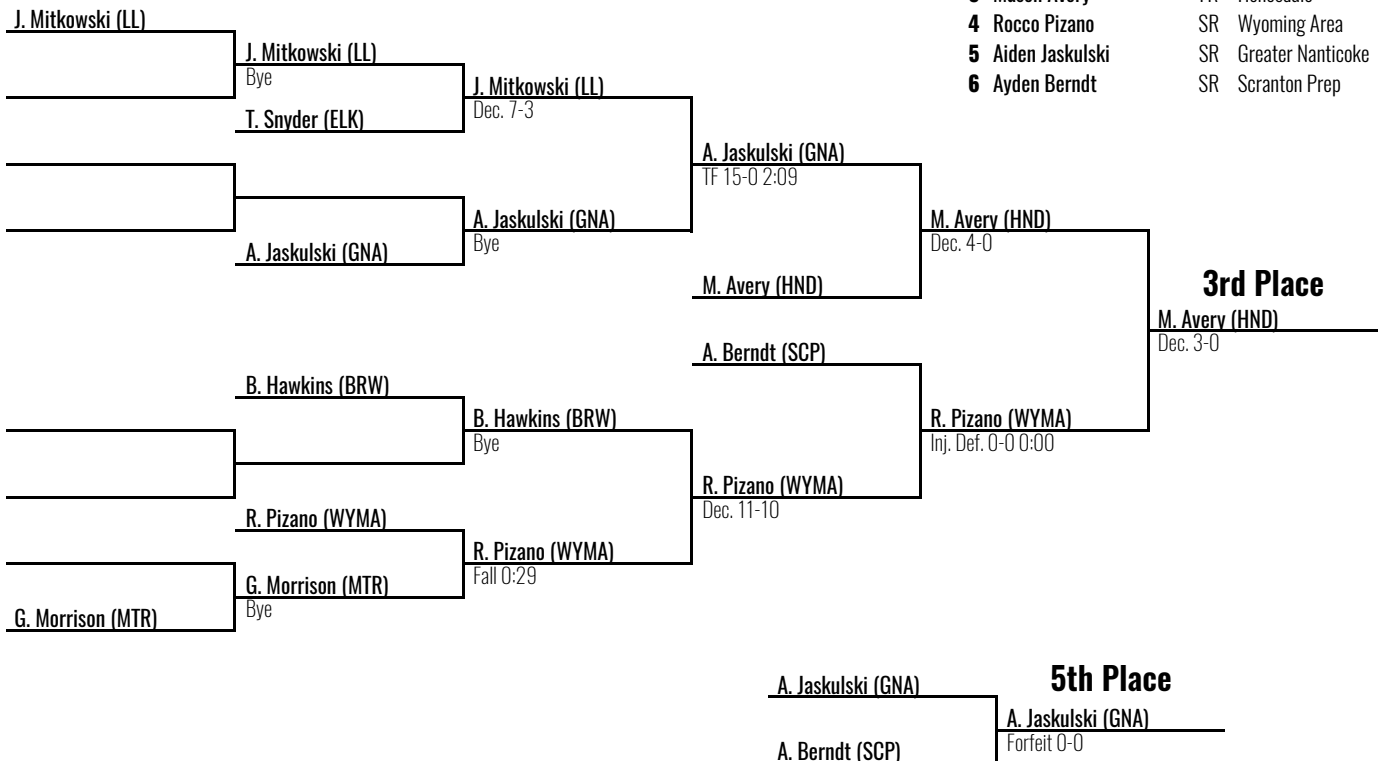 J. Mitkowski (LL)
J. Mitkowski (LL)
Bye
T. Snyder (ELK)
J. Mitkowski (LL)
Dec. 7-3
3 Mason Avery FR Honesdale
4 Rocco Pizano SR Wyoming Area
5 Aiden Jaskulski SR Greater Nanticoke
6 Ayden Berndt SR Scranton Prep
A. Jaskulski (GNA)
TF 15-0 2:09
A. Jaskulski (GNA)
A. Jaskulski (GNA)
Bye
M. Avery (HND)
Dec. 4-0
M. Avery (HND)
3rd Place
M. Avery (HND)
Dec. 3-0
A. Berndt (SCP)
B. Hawkins (BRW)
B. Hawkins (BRW)
Bye
R. Pizano (WYMA)
Inj. Def. 0-0 0:00
R. Pizano (WYMA)
Dec. 11-10
R. Pizano (WYMA)
R. Pizano (WYMA)
Fall 0:29
G. Morrison (MTR)
Bye
G. Morrison (MTR)
5th Place
A. Jaskulski (GNA)
A. Jaskulski (GNA)
Forfeit 0-0
A. Berndt (SCP)